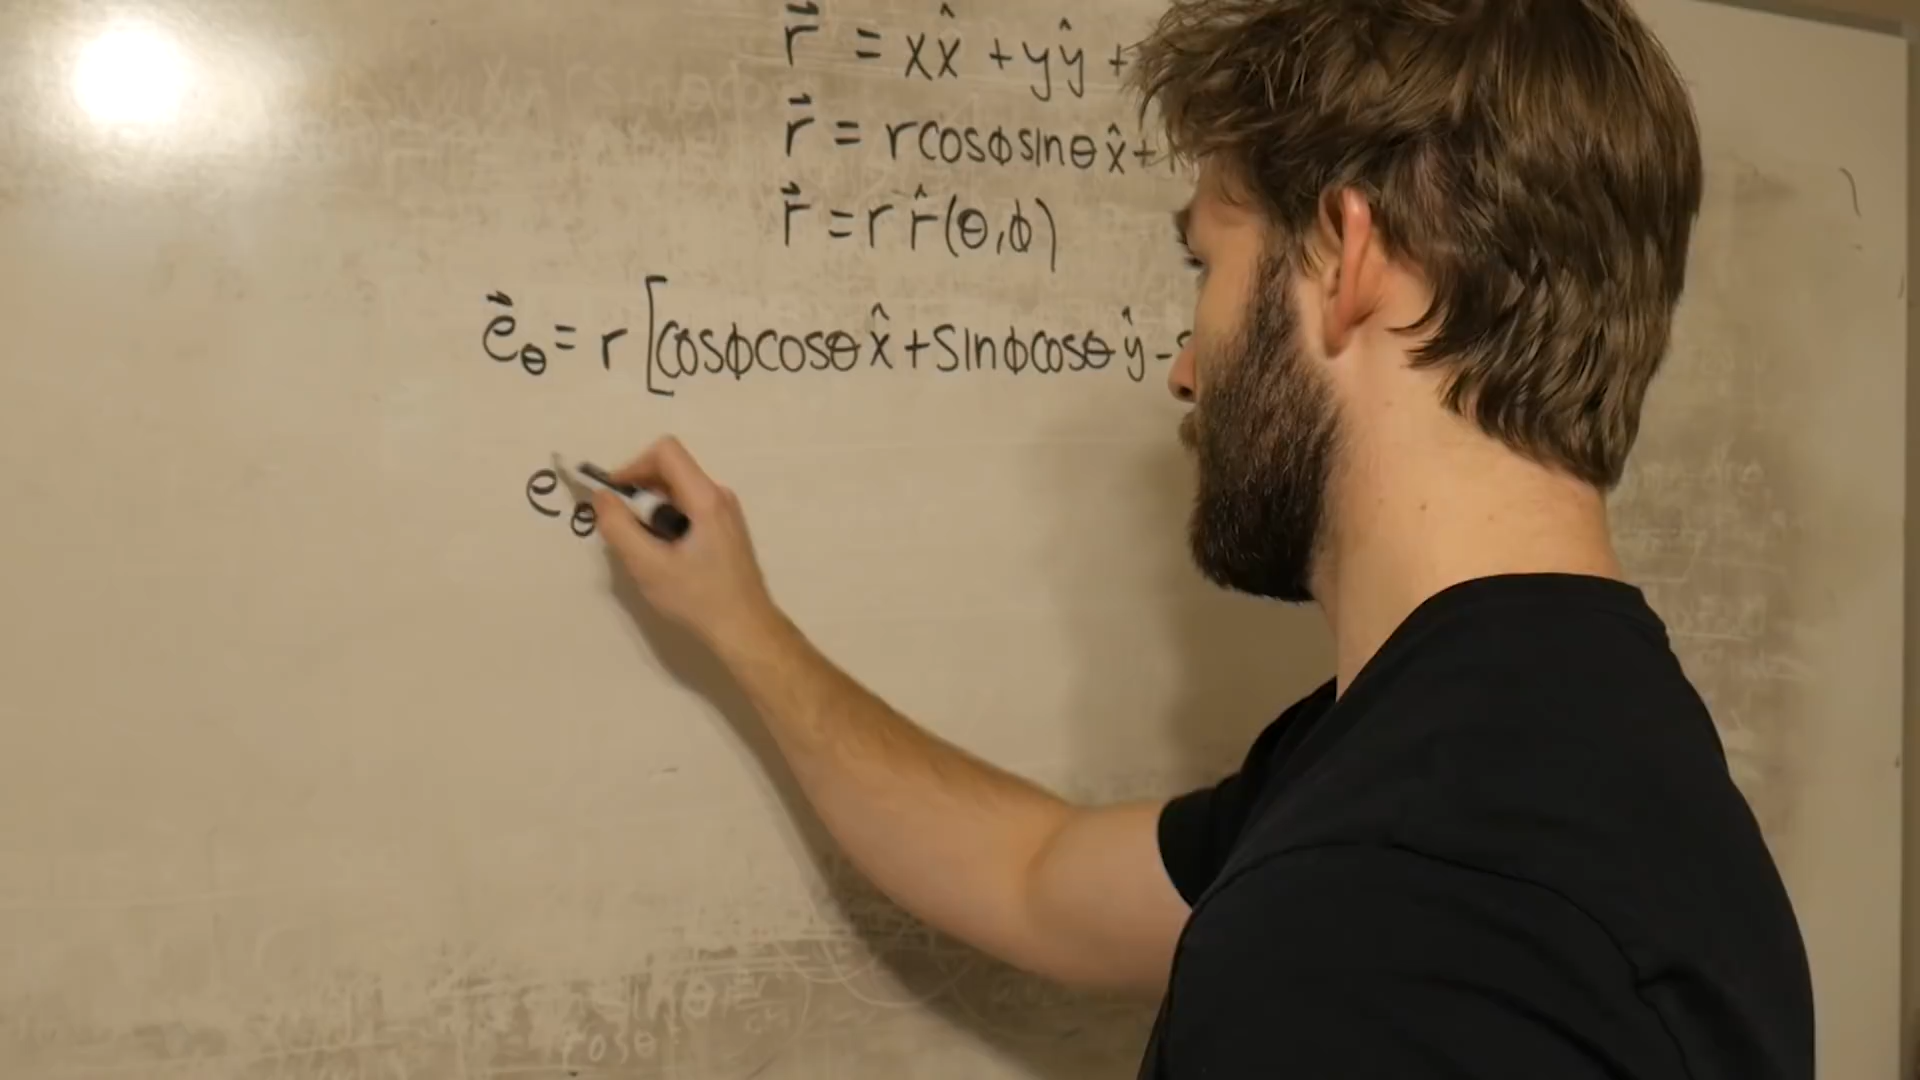 r⃗ = xx̂ + yŷ +
r⃗ = rcosϕsinθx̂+
r⃗ = r r̂(θ,ϕ)
e⃗θ = r [cosϕcosθ x̂ + sinϕcosθ ŷ -
eθ